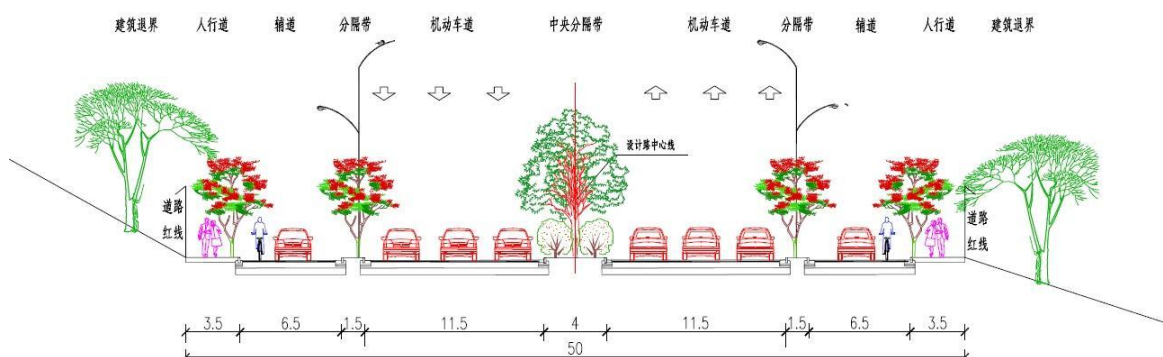 建筑退界 人行道 辅道 分隔带 机动车道 中央分隔带 机动车道 分隔带 辅道 人行道 建筑退界
设计路中心线
道路
红线
道路
红线
3.5 6.5 1.5 11.5 4 11.5 1.5 6.5 3.5
50